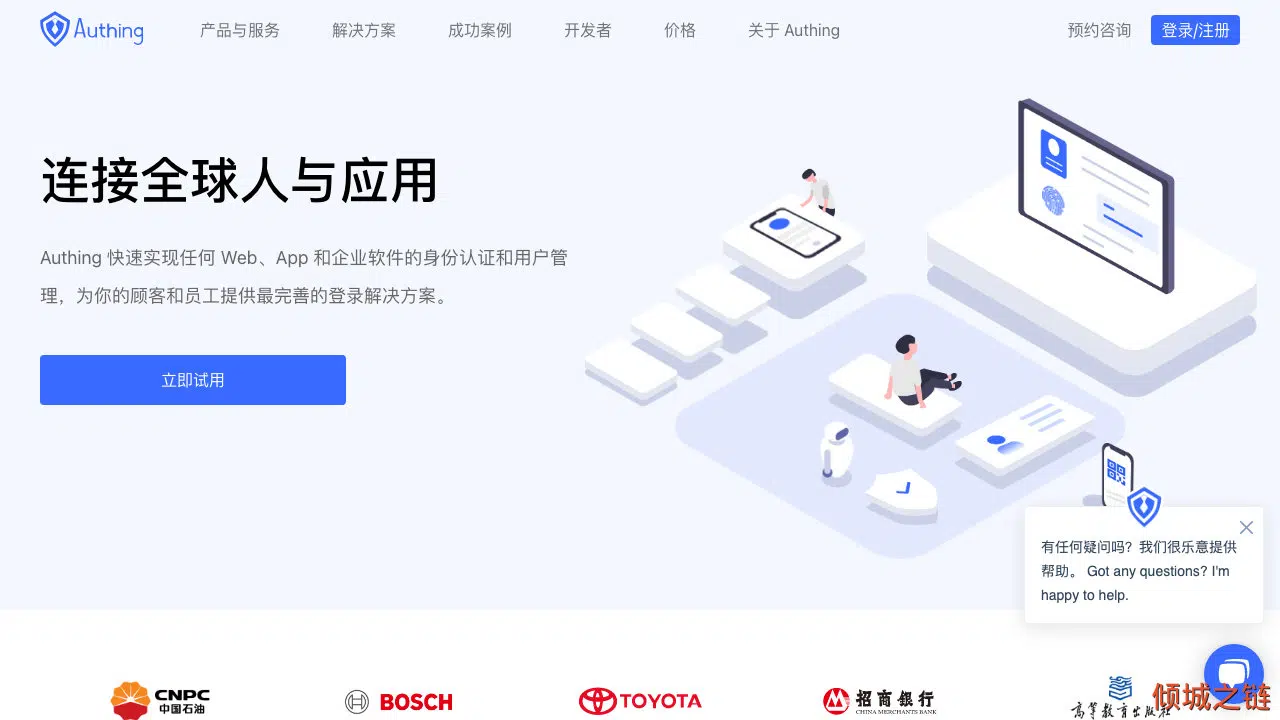 Authing
产品与服务
解决方案
成功案例
开发者
价格
关于 Authing
预约咨询
登录/注册
连接全球人与应用
Authing 快速实现任何 Web、App 和企业软件的身份认证和用户管
理，为你的顾客和员工提供最完善的登录解决方案。
立即试用
有任何疑问吗？我们很乐意提供
帮助。 Got any questions? I'm
happy to help.
CNPC
中国石油
BOSCH
TOYOTA
招商银行
CHINA MERCHANTS BANK
高等教育出版社
倾城之链